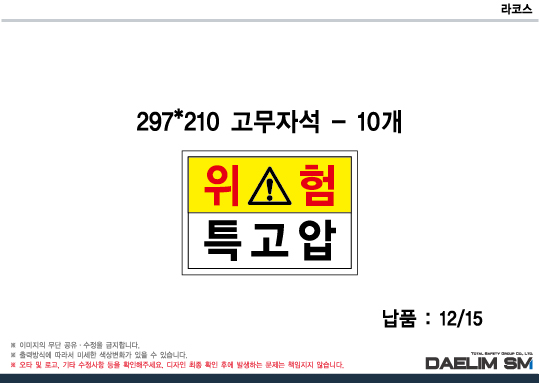 라코스
297*210 고무자석 - 10개
위 험
특고압
납품 : 12/15
※ 이미지의 무단 공유·수정을 금지합니다.
※ 출력방식에 따라서 미세한 색상변화가 있을 수 있습니다.
※ 오타 및 로고, 기타 수정사항 등을 확인해주세요. 디자인 최종 확인 후에 발생하는 문제는 책임지지 않습니다.
TOTAL SAFETY GROUP CO., LTD.
DAELIM SM